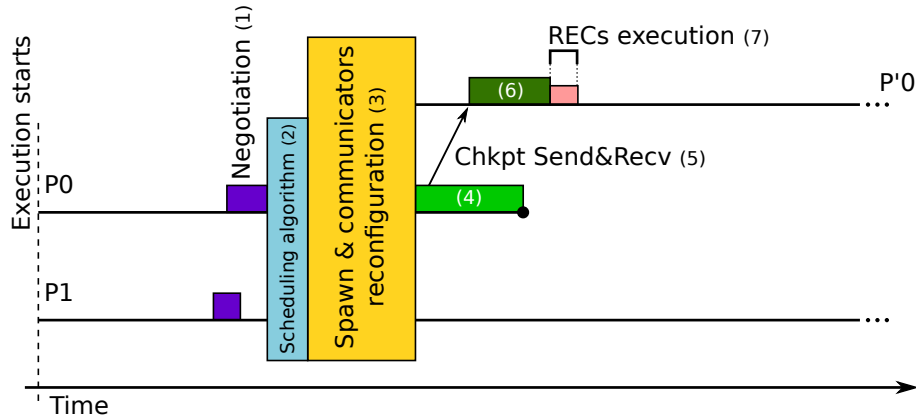 Execution starts
P0
P1
Negotiation (1)
Scheduling algorithm (2)
Spawn & communicators
reconfiguration (3)
RECs execution (7)
(6)
P'0
Chkpt Send&Recv (5)
(4)
Time